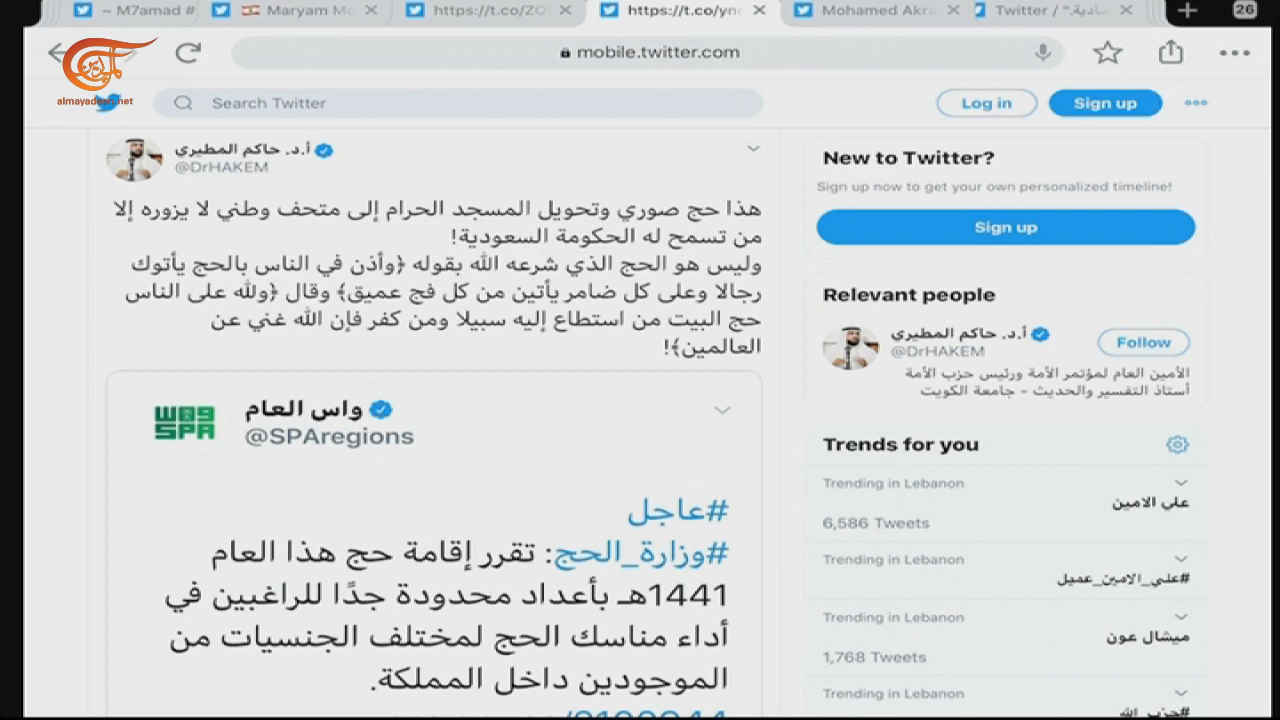 ~ M7amad #
Maryam Mo
https://t.co/ZO
https://t.co/yn
Mohamed Akra
Twitter / ".سادية
26
mobile.twitter.com
almayadeen.net
Search Twitter
Log in
Sign up
أ.د. حاكم المطيري
@DrHAKEM
هذا حج صوري وتحويل المسجد الحرام إلى متحف وطني لا يزوره إلا
من تسمح له الحكومة السعودية!
وليس هو الحج الذي شرعه الله بقوله ﴿وأذن في الناس بالحج يأتوك
رجالا وعلى كل ضامر يأتين من كل فج عميق﴾ وقال ﴿ولله على الناس
حج البيت من استطاع إليه سبيلا ومن كفر فإن الله غني عن
العالمين﴾!
واس العام
@SPAregions
#عاجل
#وزارة_الحج: تقرر إقامة حج هذا العام
1441هـ بأعداد محدودة جدًا للراغبين في
أداء مناسك الحج لمختلف الجنسيات من
الموجودين داخل المملكة.
New to Twitter?
Sign up now to get your own personalized timeline!
Sign up
Relevant people
أ.د. حاكم المطيري
@DrHAKEM
Follow
الأمين العام لمؤتمر الأمة ورئيس حزب الأمة
أستاذ التفسير والحديث - جامعة الكويت
Trends for you
Trending in Lebanon
علي الامين
6,586 Tweets
Trending in Lebanon
#علي_الامين_عميل
Trending in Lebanon
ميشال عون
1,768 Tweets
Trending in Lebanon
#حزب_الله